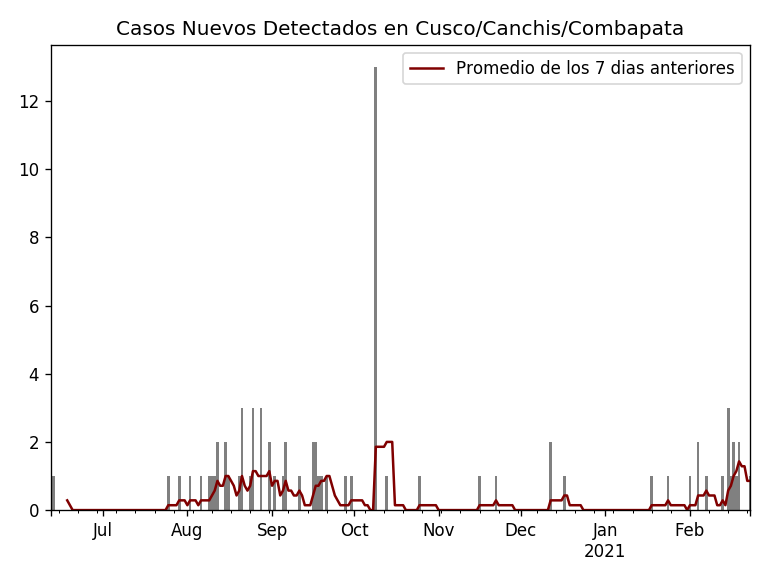 Casos Nuevos Detectados en Cusco/Canchis/Combapata
Promedio de los 7 dias anteriores
12
10
8
6
4
2
0
Jul Aug Sep Oct Nov Dec Jan Feb
2021